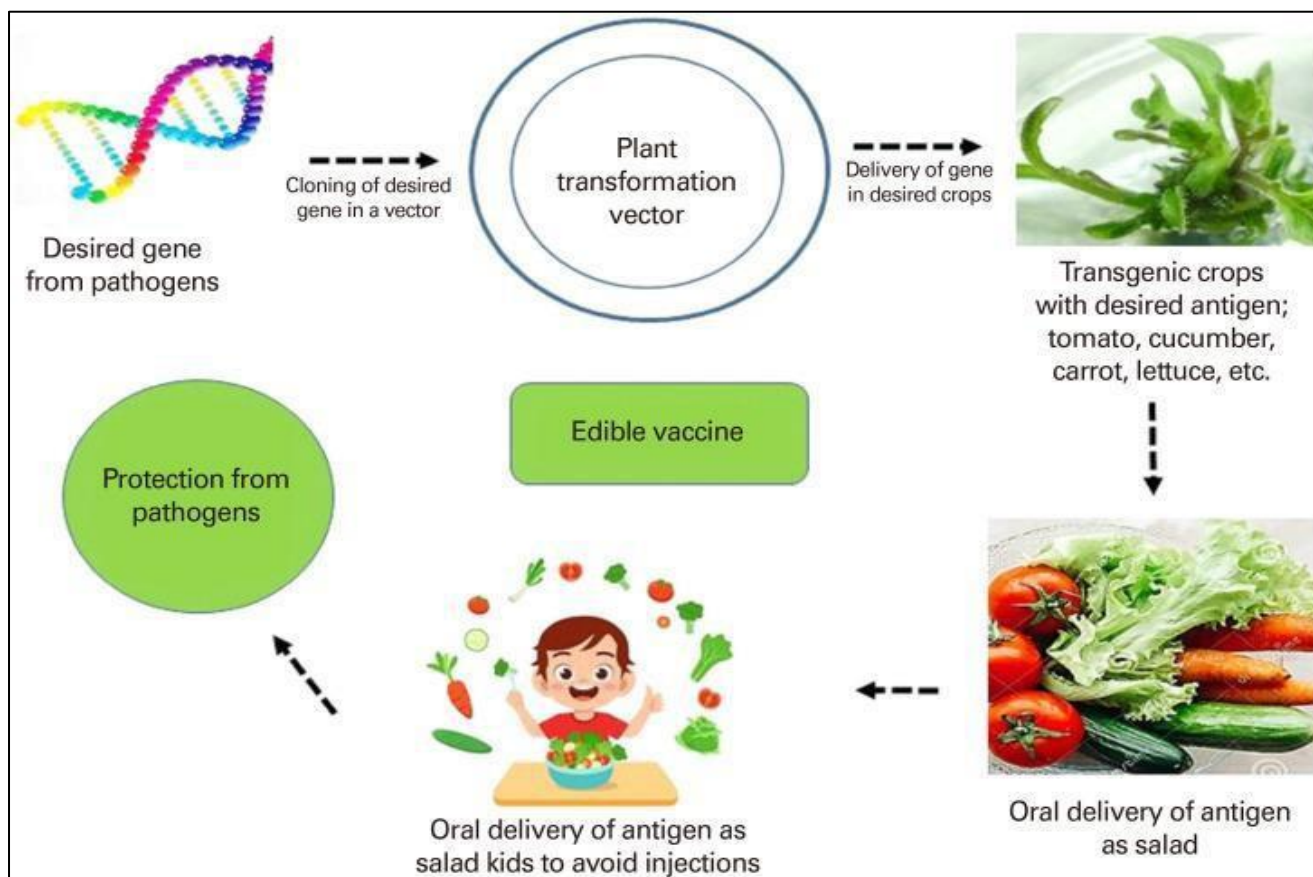 Desired gene
from pathogens
Cloning of desired
gene in a vector
Plant
transformation
vector
Delivery of gene
in desired crops
Transgenic crops
with desired antigen;
tomato, cucumber,
carrot, lettuce, etc.
Protection from
pathogens
Edible vaccine
Oral delivery of antigen as
salad kids to avoid injections
Oral delivery of antigen
as salad